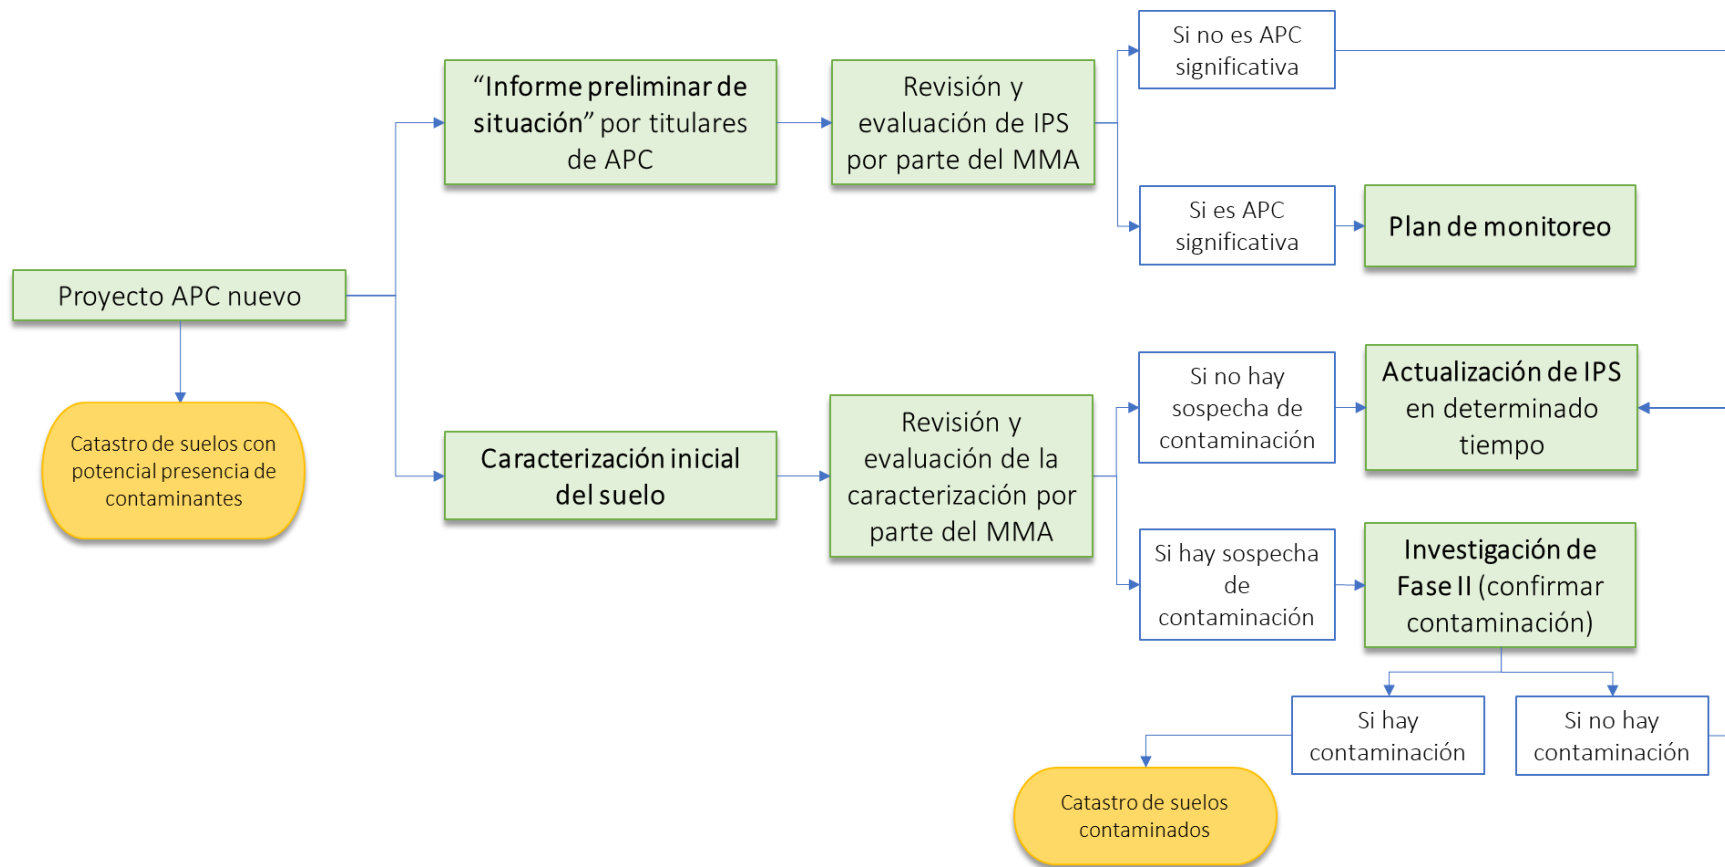 Proyecto APC nuevo
Catastro de suelos con
potencial presencia de
contaminantes
“Informe preliminar de
situación” por titulares
de APC
Revisión y
evaluación de IPS
por parte del MMA
Si no es APC
significativa
Si es APC
significativa
Plan de monitoreo
Caracterización inicial
del suelo
Revisión y
evaluación de la
caracterización por
parte del MMA
Si no hay
sospecha de
contaminación
Actualización de IPS
en determinado
tiempo
Si hay sospecha
de
contaminación
Investigación de
Fase II (confirmar
contaminación)
Si hay
contaminación
Si no hay
contaminación
Catastro de suelos
contaminados